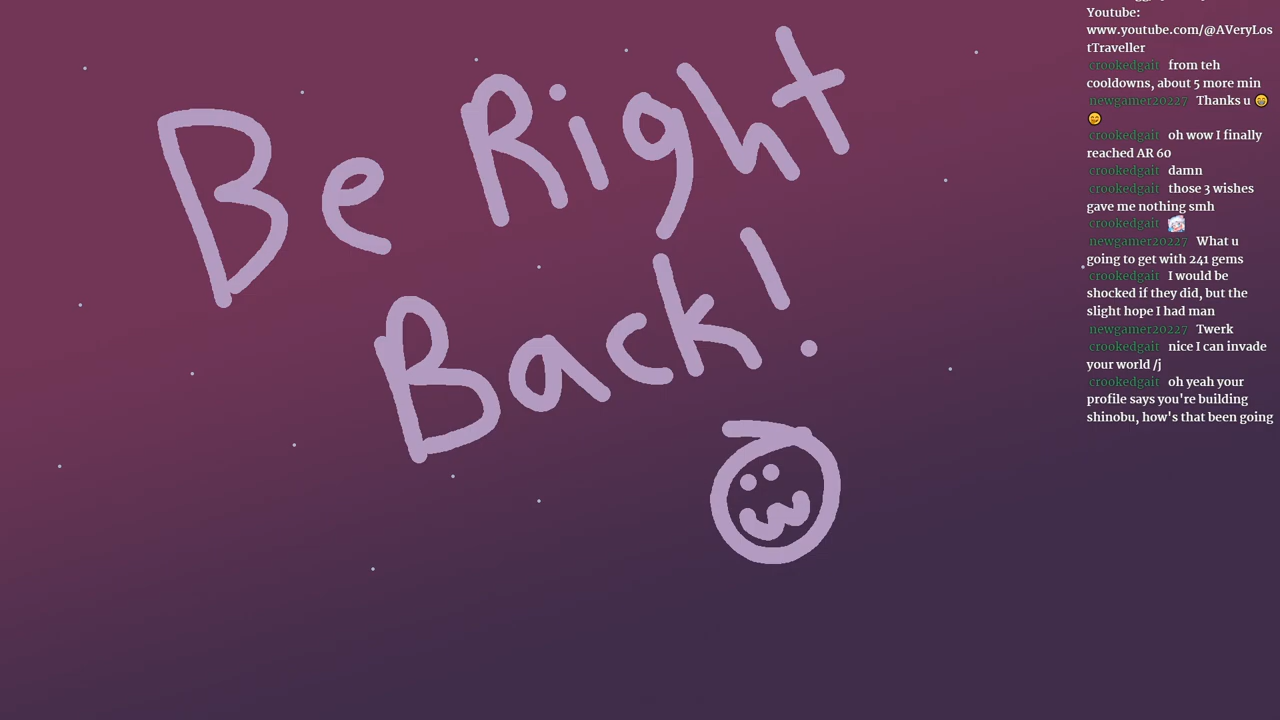 Be Right
Back!
Youtube:
www.youtube.com/@AVeryLos
tTraveller
crookedgait from teh
cooldowns, about 5 more min
newgamer20227 Thanks u 😁
😊
crookedgait oh wow I finally
reached AR 60
crookedgait damn
crookedgait those 3 wishes
gave me nothing smh
crookedgait
newgamer20227 What u
going to get with 241 gems
crookedgait I would be
shocked if they did, but the
slight hope I had man
newgamer20227 Twerk
crookedgait nice I can invade
your world /j
crookedgait oh yeah your
profile says you're building
shinobu, how's that been going